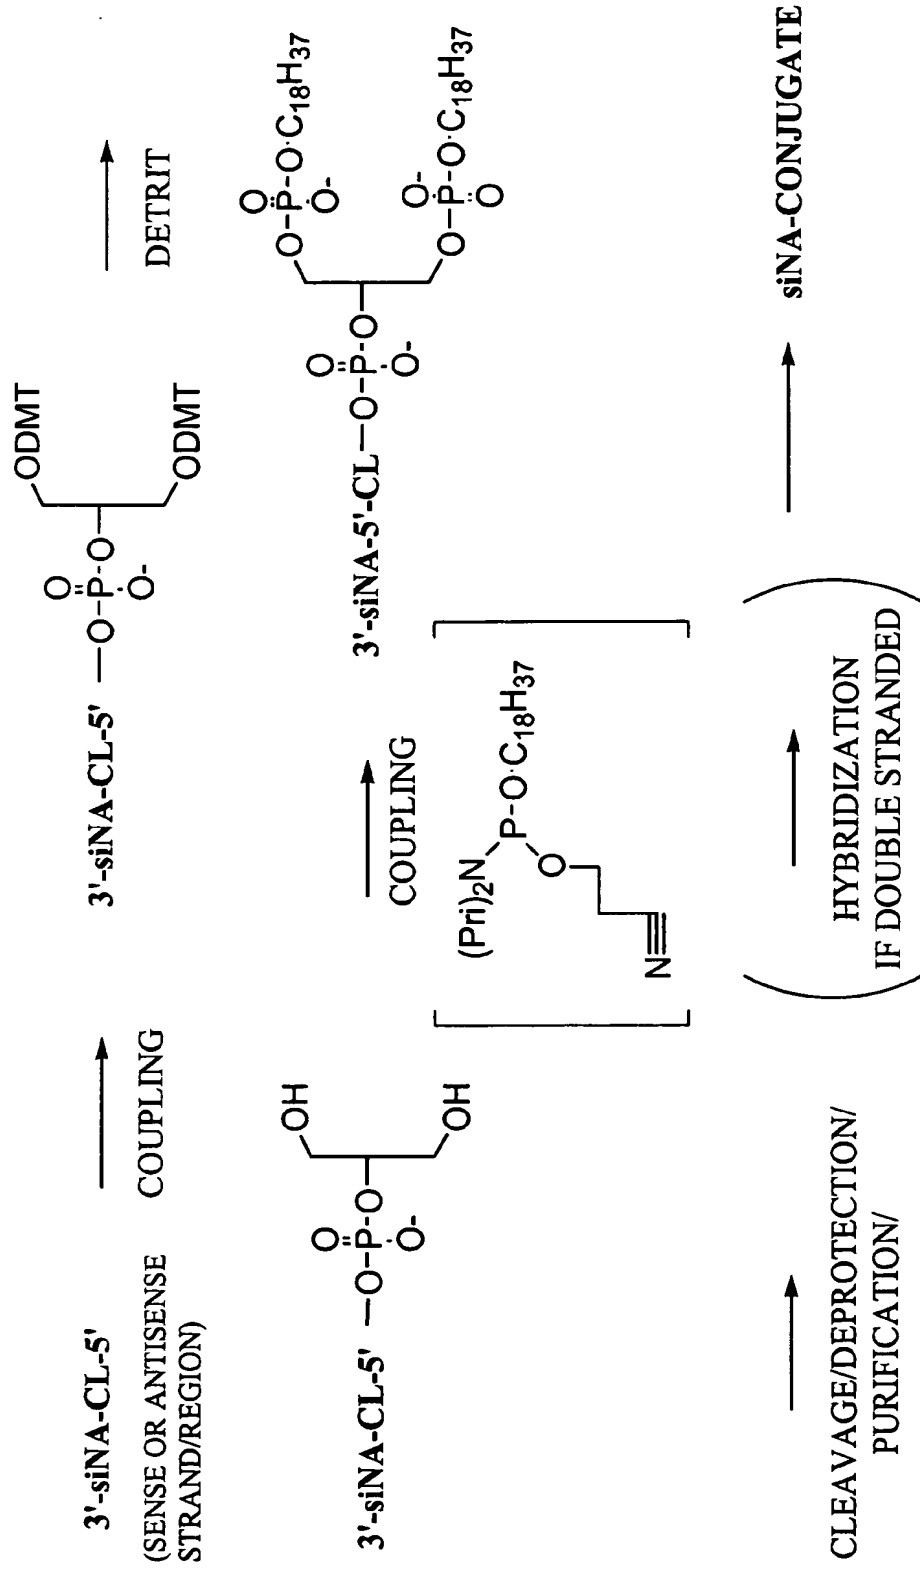 3'-siNA-CL-5'
(SENSE OR ANTISENSE
STRAND/REGION)
COUPLING
ODMT
O
3'-siNA-CL-5' —O-P-O
O-
ODMT
DETRIT
OH
O
3'-siNA-CL-5' —O-P-O
O-
OH
COUPLING
(Pri)2N
P-O·C18H37
O
N
O
O-P-O·C18H37
O-
O
3'-siNA-5'-CL —O-P-O
O-
O-
O-P-O·C18H37
O
CLEAVAGE/DEPROTECTION/
PURIFICATION/
HYBRIDIZATION
IF DOUBLE STRANDED
siNA-CONJUGATE